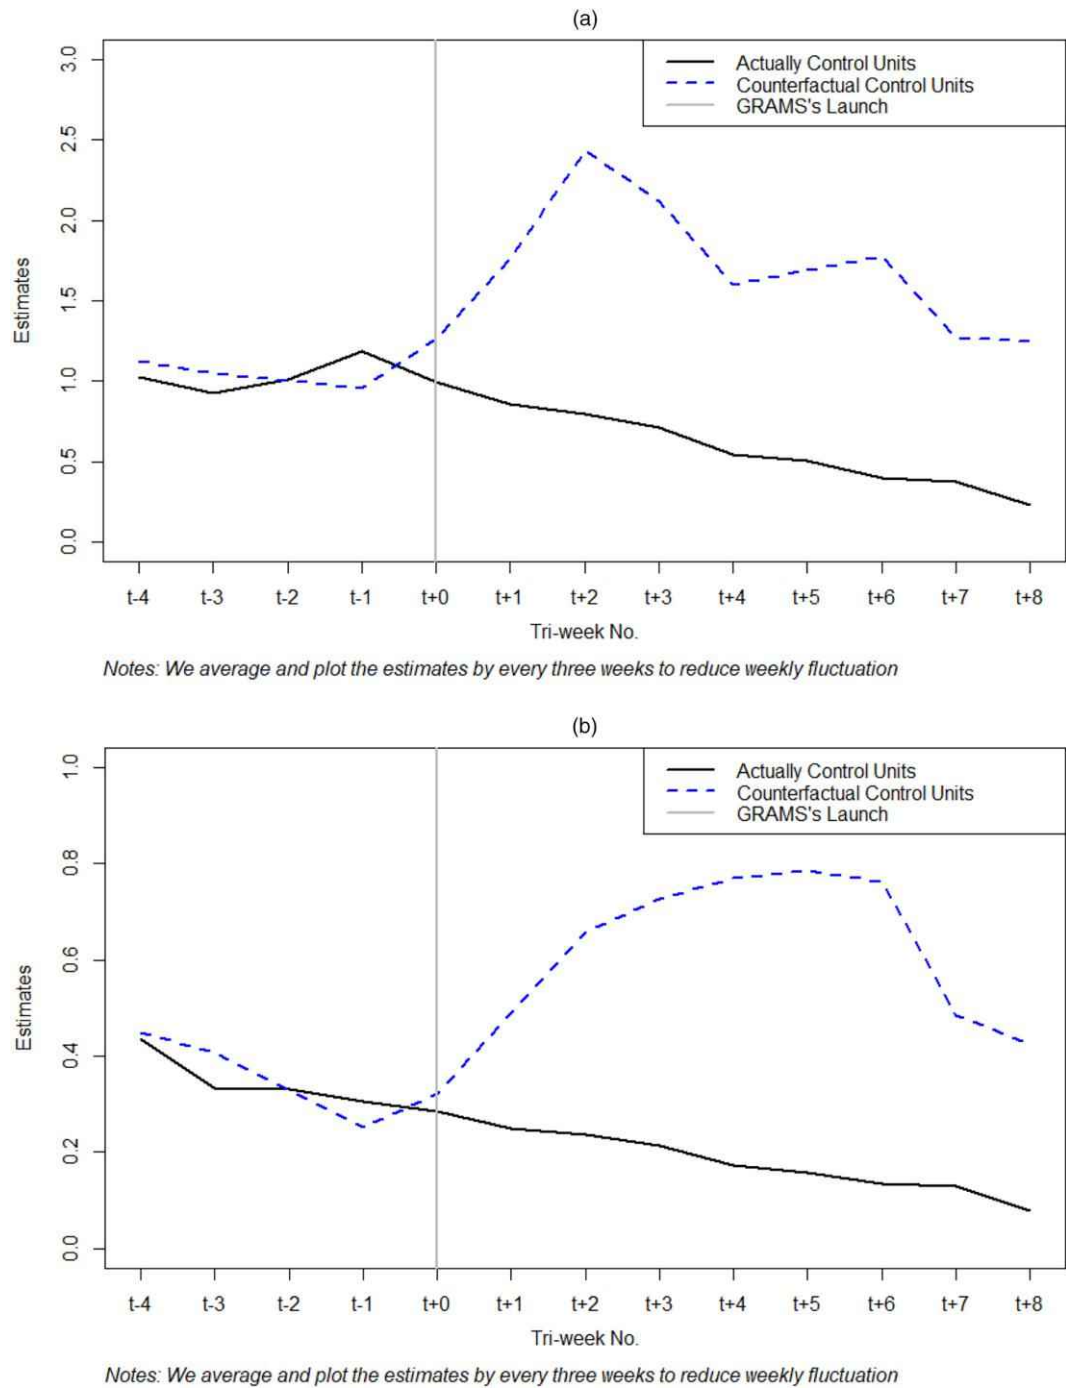 (a)
Actually Control Units
Counterfactual Control Units
GRAMS's Launch
3.0
2.5
2.0
1.5
1.0
0.5
0.0
Estimates
t-4 t-3 t-2 t-1 t+0 t+1 t+2 t+3 t+4 t+5 t+6 t+7 t+8
Tri-week No.
Notes: We average and plot the estimates by every three weeks to reduce weekly fluctuation
(b)
Actually Control Units
Counterfactual Control Units
GRAMS's Launch
1.0
0.8
0.6
0.4
0.2
0.0
Estimates
t-4 t-3 t-2 t-1 t+0 t+1 t+2 t+3 t+4 t+5 t+6 t+7 t+8
Tri-week No.
Notes: We average and plot the estimates by every three weeks to reduce weekly fluctuation